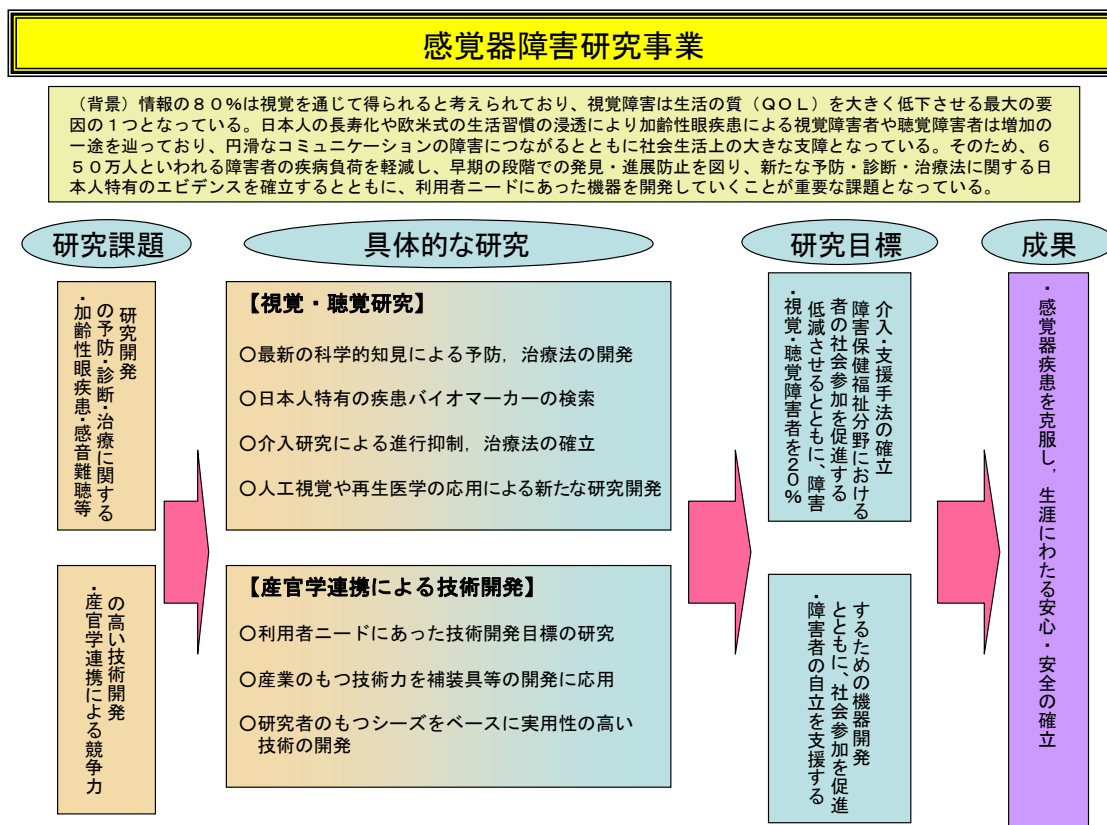 感覚器障害研究事業
（背景）情報の８０％は視覚を通じて得られると考えられており、視覚障害は生活の質（ＱＯＬ）を大きく低下させる最大の要
因の１つとなっている。日本人の長寿化や欧米式の生活習慣の浸透により加齢性眼疾患による視覚障害者や聴覚障害者は増加の
一途を辿っており、円滑なコミュニケーションの障害につながるとともに社会生活上の大きな支障となっている。そのため、６
５０万人といわれる障害者の疾病負荷を軽減し、早期の段階での発見・進展防止を図り、新たな予防・診断・治療法に関する日
本人特有のエビデンスを確立するとともに、利用者ニードにあった機器を開発していくことが重要な課題となっている。
研究課題
・加齢性眼疾患・感音難聴等
の予防・診断・治療に関する
研究開発
・産官学連携による競争力
の高い技術開発
具体的な研究
【視覚・聴覚研究】
○最新の科学的知見による予防，治療法の開発
○日本人特有の疾患バイオマーカーの検索
○介入研究による進行抑制，治療法の確立
○人工視覚や再生医学の応用による新たな研究開発
【産官学連携による技術開発】
○利用者ニードにあった技術開発目標の研究
○産業のもつ技術力を補装具等の開発に応用
○研究者のもつシーズをベースに実用性の高い
技術の開発
研究目標
・視覚・聴覚障害者を２０％
低減させるとともに、障害
者の社会参加を促進する
障害保健福祉分野における
介入・支援手法の確立
・障害者の自立を支援する
とともに、社会参加を促進
するための機器開発
成果
・感覚器疾患を克服し，生涯にわたる安心・安全の確立